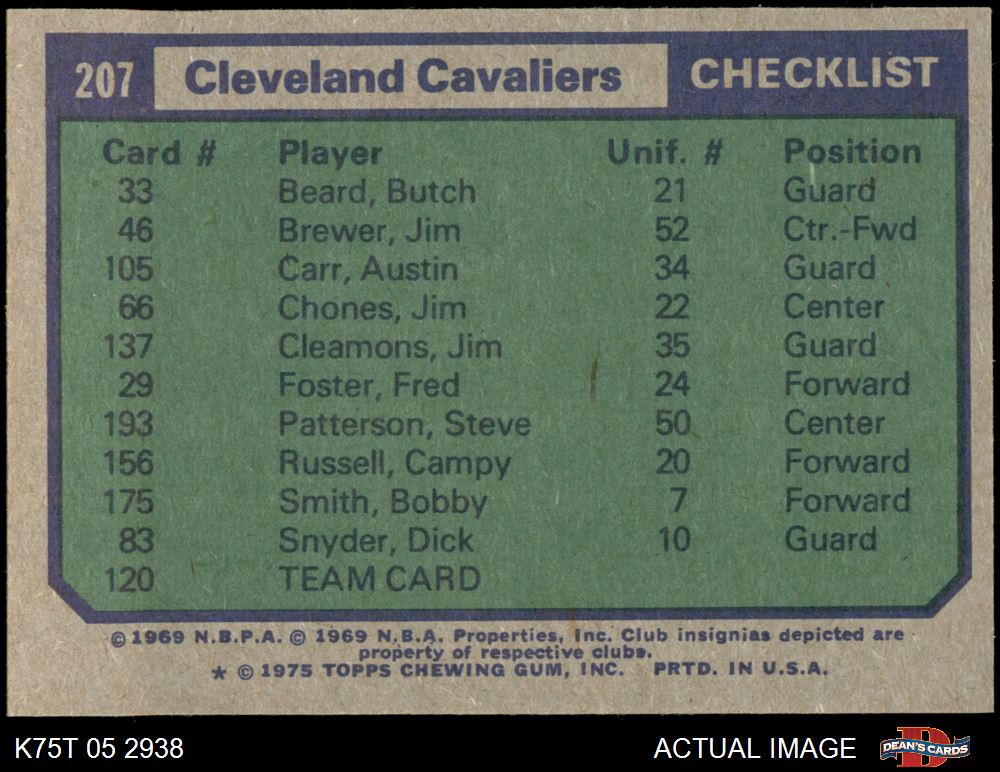 207 Cleveland Cavaliers CHECKLIST
Card # Player Unif. # Position
33 Beard, Butch 21 Guard
46 Brewer, Jim 52 Ctr.-Fwd
105 Carr, Austin 34 Guard
66 Chones, Jim 22 Center
137 Cleamons, Jim 35 Guard
29 Foster, Fred 24 Forward
193 Patterson, Steve 50 Center
156 Russell, Campy 20 Forward
175 Smith, Bobby 7 Forward
83 Snyder, Dick 10 Guard
120 TEAM CARD
© 1969 N.B.P.A. © 1969 N.B.A. Properties, Inc. Club insignias depicted are
property of respective clubs.
★ © 1975 TOPPS CHEWING GUM, INC. PRTD. IN U.S.A.
K75T 05 2938 ACTUAL IMAGE D DEAN'S CARDS